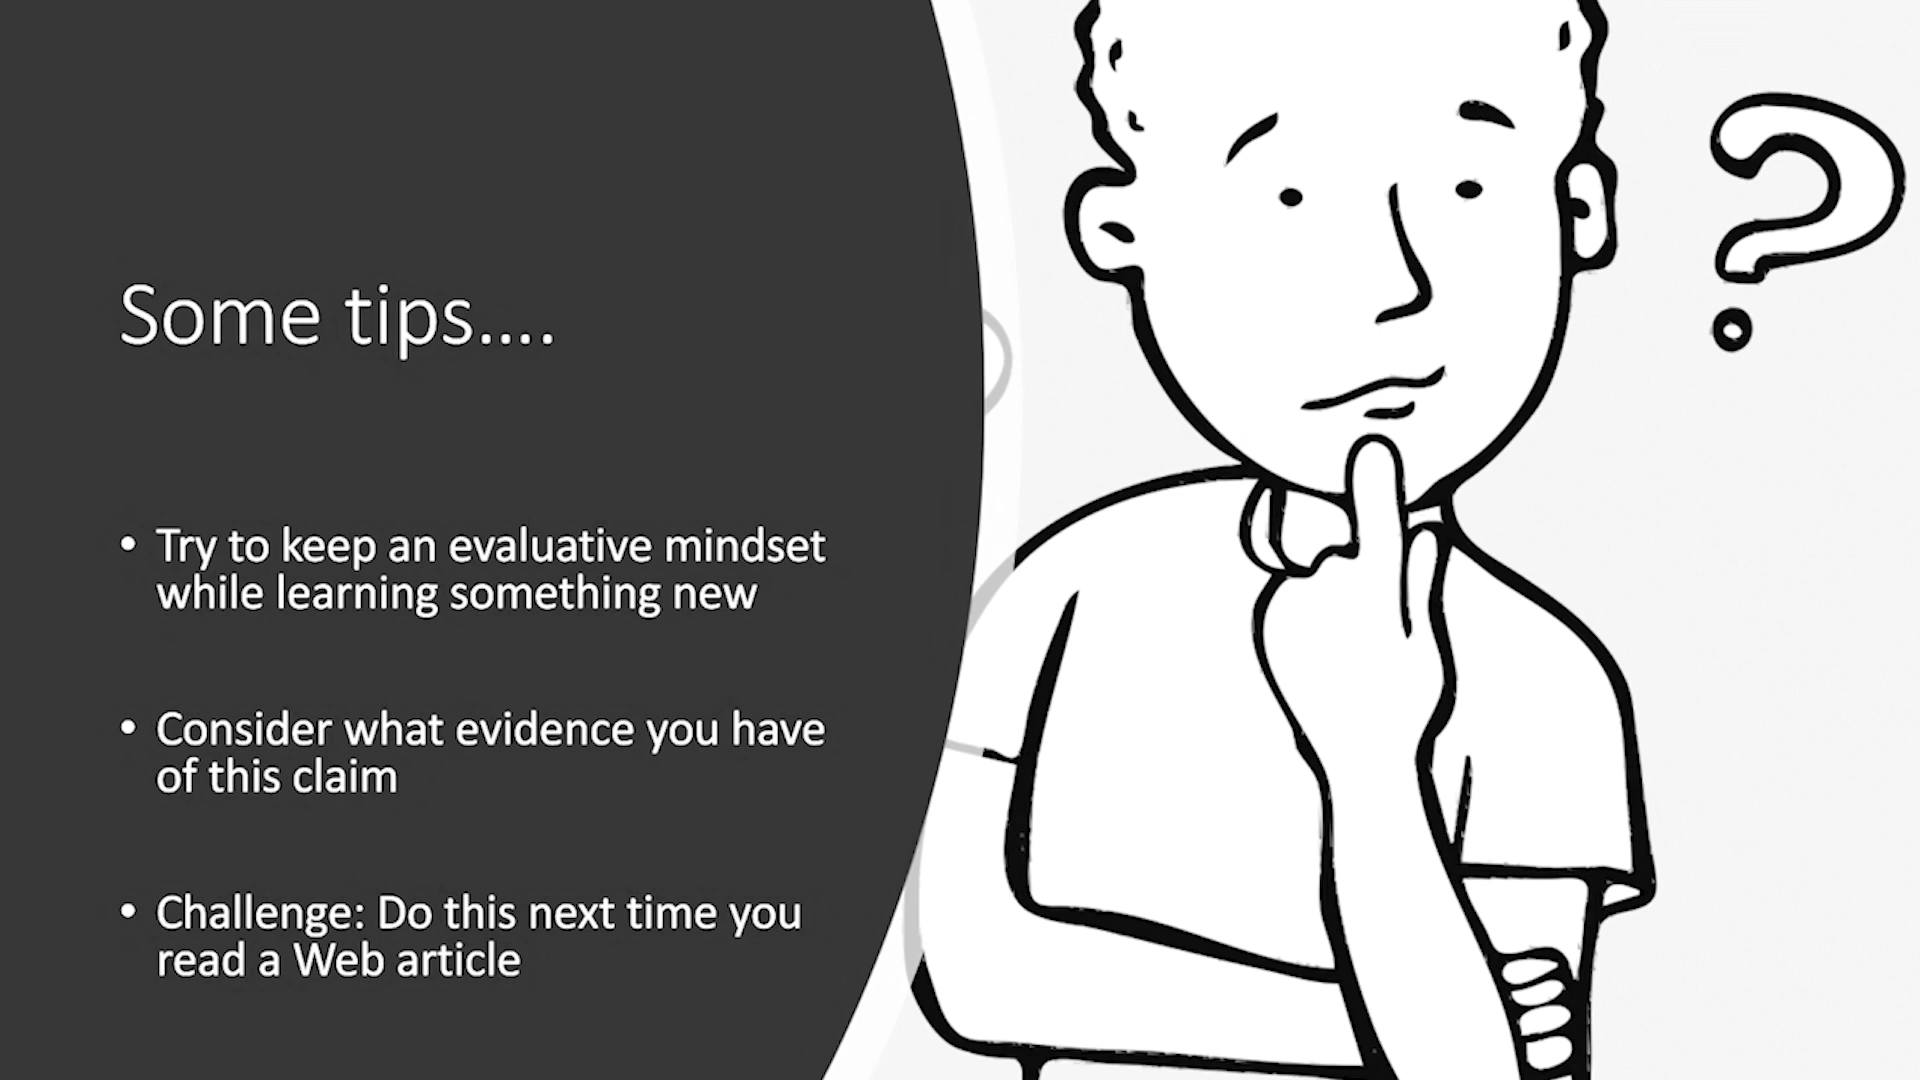 Some tips....
• Try to keep an evaluative mindset
while learning something new
• Consider what evidence you have
of this claim
• Challenge: Do this next time you
read a Web article
?